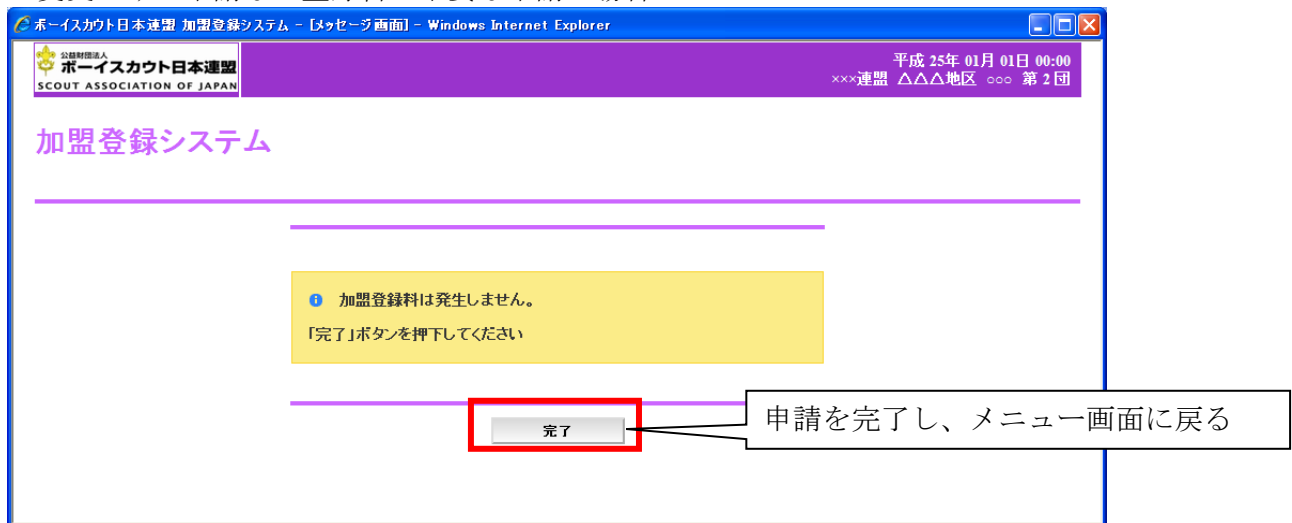 ボーイスカウト日本連盟 加盟登録システム - [メッセージ画面] - Windows Internet Explorer
公益財団法人
ボーイスカウト日本連盟
SCOUT ASSOCIATION OF JAPAN
平成 25年 01月 01日 00:00
×××連盟 △△△地区 ○○○ 第 2 団
加盟登録システム
加盟登録料は発生しません。
「完了」ボタンを押下してください
完了
申請を完了し、メニュー画面に戻る